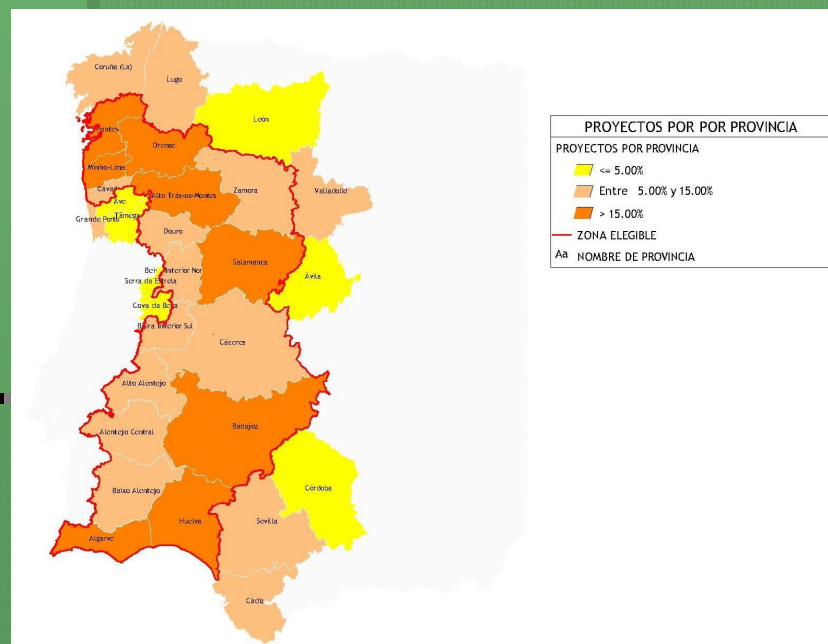 PROYECTOS POR POR PROVINCIA
PROYECTOS POR PROVINCIA
<= 5.00%
Entre 5.00% y 15.00%
> 15.00%
ZONA ELEGIBLE
Aa NOMBRE DE PROVINCIA
Coruña (La)
Lugo
León
Orense
Minho-Lima
Ave
Alto Trás-os-Montes
Zamora
Valladolid
Grande Porto
Tâmega
Douro
Salamanca
Ávila
Interior Nor
Serra da Estrela
Cova da Beira
Beira Interior Sul
Cáceres
Alto Alentejo
Alentejo Central
Badajoz
Baixo Alentejo
Córdoba
Huelva
Sevilla
Algarve
Cádiz